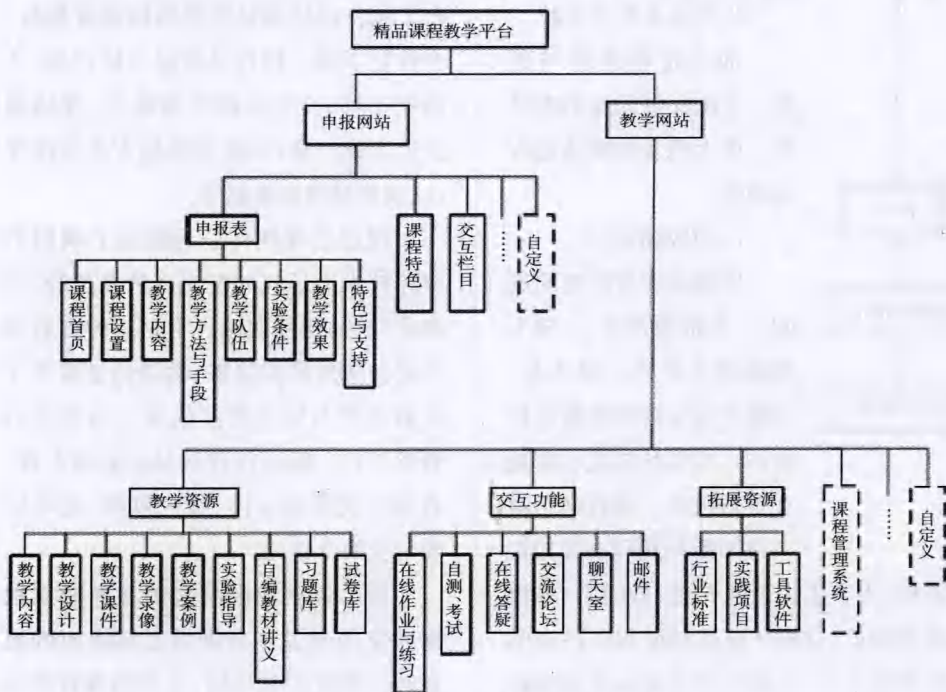 精品课程教学平台
申报网站
教学网站
申报表
课程特色
交互栏目
……
自定义
课程首页
课程设置
教学内容
教学方法与手段
教学队伍
实验条件
教学效果
特色与支持
教学资源
交互功能
拓展资源
课程管理系统
……
自定义
教学内容
教学设计
教学课件
教学录像
教学案例
实验指导
自编教材讲义
习题库
试卷库
在线作业与练习
自测、考试
在线答疑
交流论坛
聊天室
邮件
行业标准
实践项目
工具软件